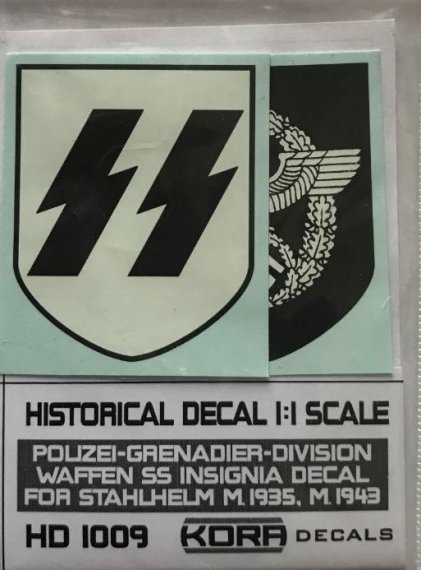 HISTORICAL DECAL 1:1 SCALE
POLIZEI-GRENADIER-DIVISION
WAFFEN SS INSIGNIA DECAL
FOR STAHLHELM M.1935, M.1943
HD 1009 KORA DECALS